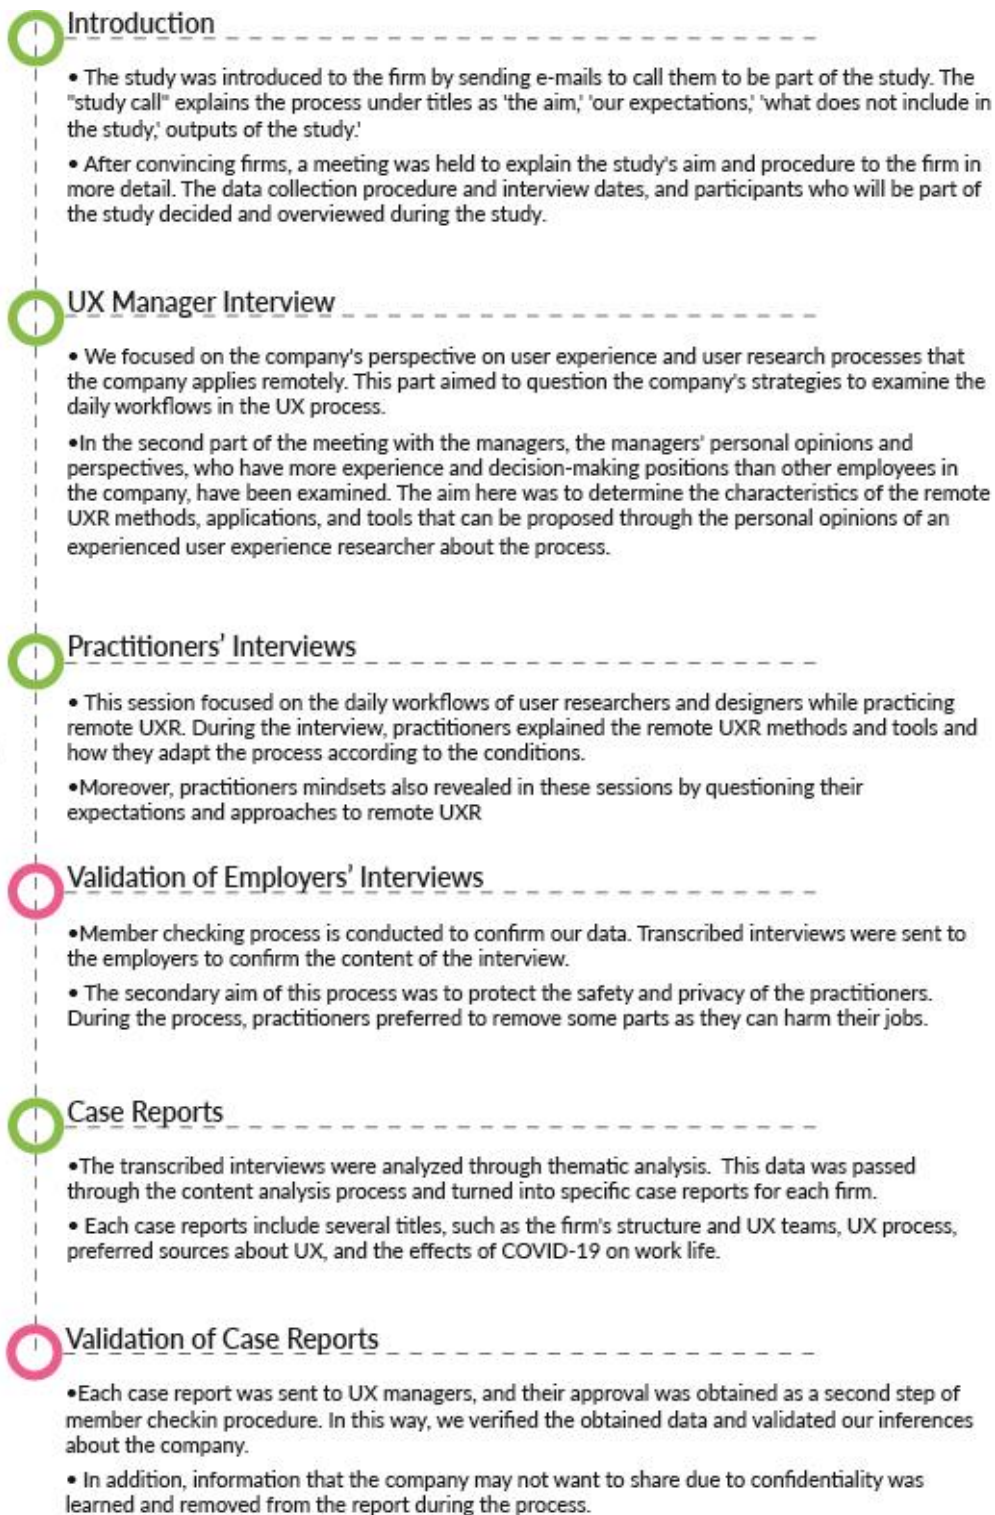 Introduction
• The study was introduced to the firm by sending e-mails to call them to be part of the study. The
"study call" explains the process under titles as 'the aim,' 'our expectations,' 'what does not include in
the study,' outputs of the study.'
• After convincing firms, a meeting was held to explain the study's aim and procedure to the firm in
more detail. The data collection procedure and interview dates, and participants who will be part of
the study decided and overviewed during the study.
UX Manager Interview
• We focused on the company's perspective on user experience and user research processes that
the company applies remotely. This part aimed to question the company's strategies to examine the
daily workflows in the UX process.
•In the second part of the meeting with the managers, the managers' personal opinions and
perspectives, who have more experience and decision-making positions than other employees in
the company, have been examined. The aim here was to determine the characteristics of the remote
UXR methods, applications, and tools that can be proposed through the personal opinions of an
experienced user experience researcher about the process.
Practitioners' Interviews
• This session focused on the daily workflows of user researchers and designers while practicing
remote UXR. During the interview, practitioners explained the remote UXR methods and tools and
how they adapt the process according to the conditions.
•Moreover, practitioners mindsets also revealed in these sessions by questioning their
expectations and approaches to remote UXR
Validation of Employers' Interviews
•Member checking process is conducted to confirm our data. Transcribed interviews were sent to
the employers to confirm the content of the interview.
• The secondary aim of this process was to protect the safety and privacy of the practitioners.
During the process, practitioners preferred to remove some parts as they can harm their jobs.
Case Reports
•The transcribed interviews were analyzed through thematic analysis.  This data was passed
through the content analysis process and turned into specific case reports for each firm.
• Each case reports include several titles, such as the firm's structure and UX teams, UX process,
preferred sources about UX, and the effects of COVID-19 on work life.
Validation of Case Reports
•Each case report was sent to UX managers, and their approval was obtained as a second step of
member checkin procedure. In this way, we verified the obtained data and validated our inferences
about the company.
• In addition, information that the company may not want to share due to confidentiality was
learned and removed from the report during the process.